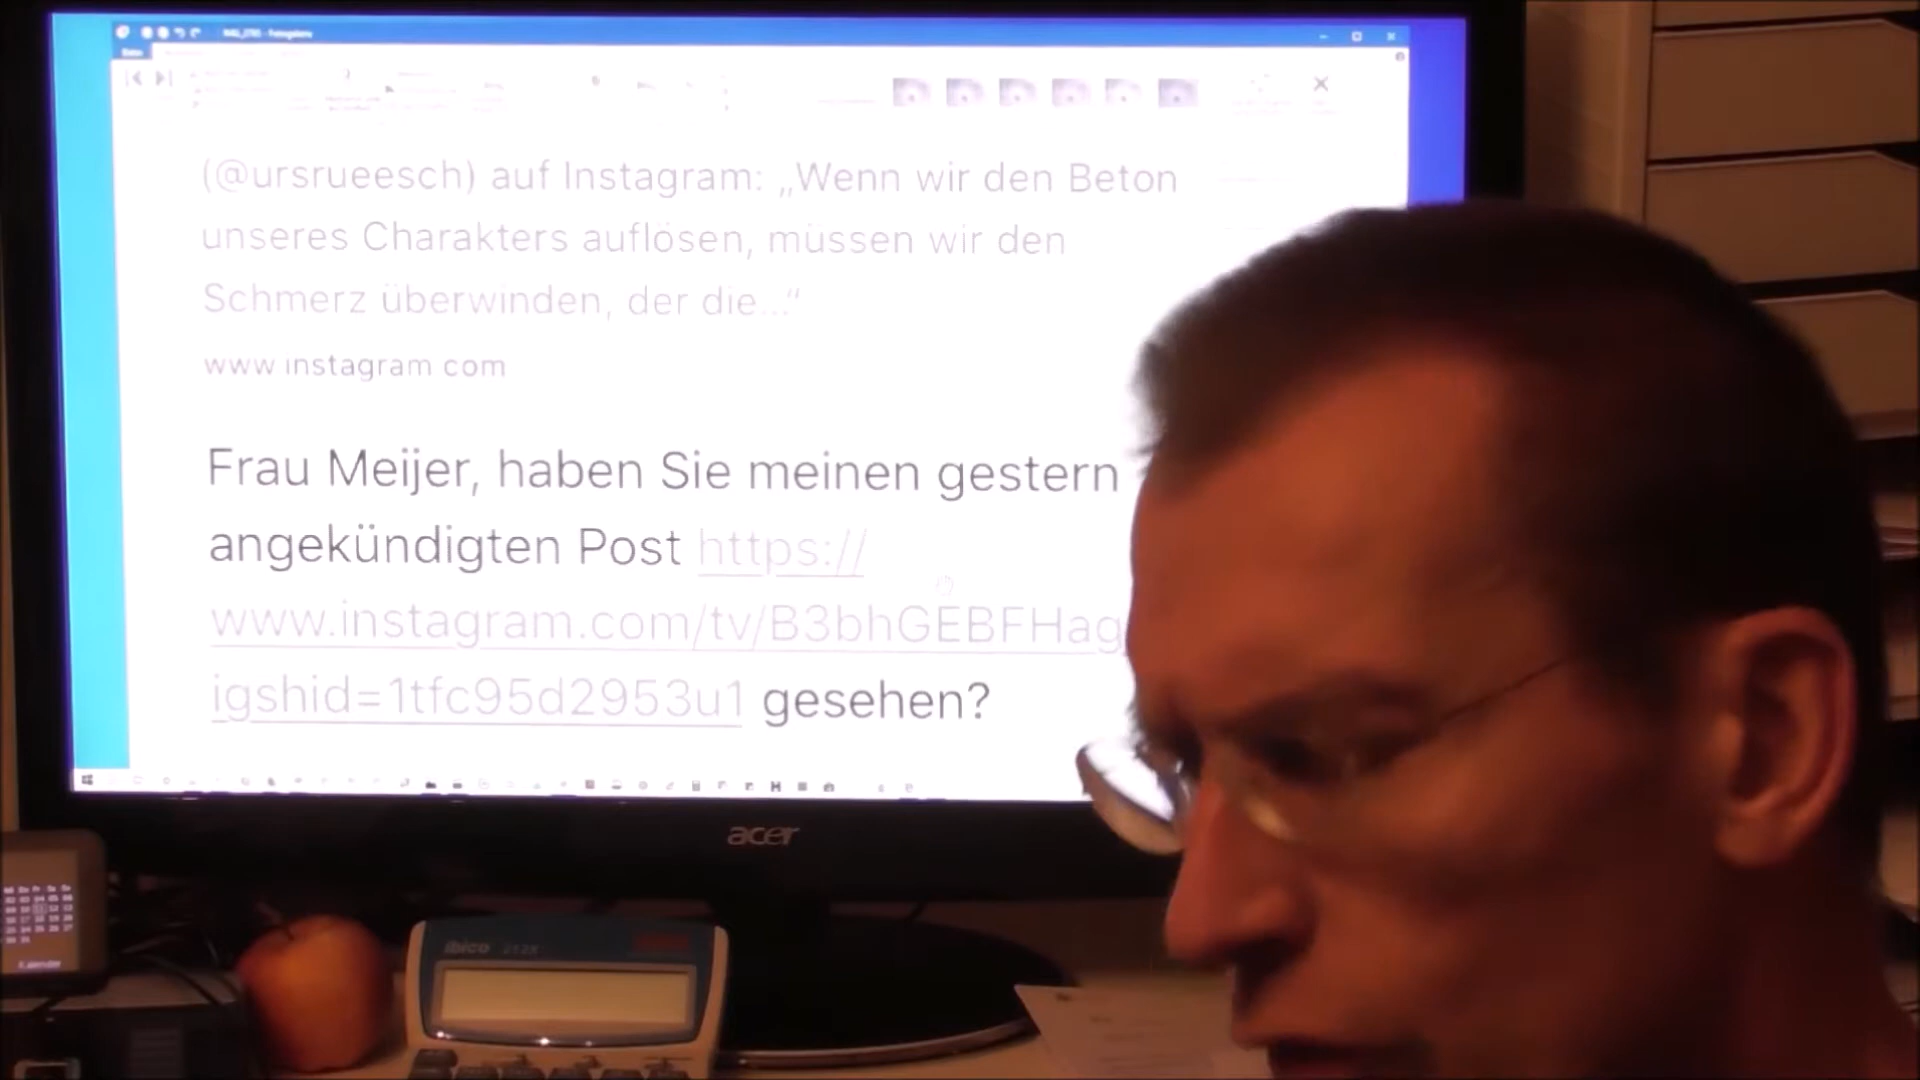 (@ursrueesch) auf Instagram: „Wenn wir den Beton
unseres Charakters auflösen, müssen wir den
Schmerz überwinden, der die..."
www instagram com
Frau Meijer, haben Sie meinen gestern
angekündigten Post https://
www.instagram.com/tv/B3bhGEBFHag
igshid=1tfc95d2953u1 gesehen?
acer
ibico 212X
Kalender